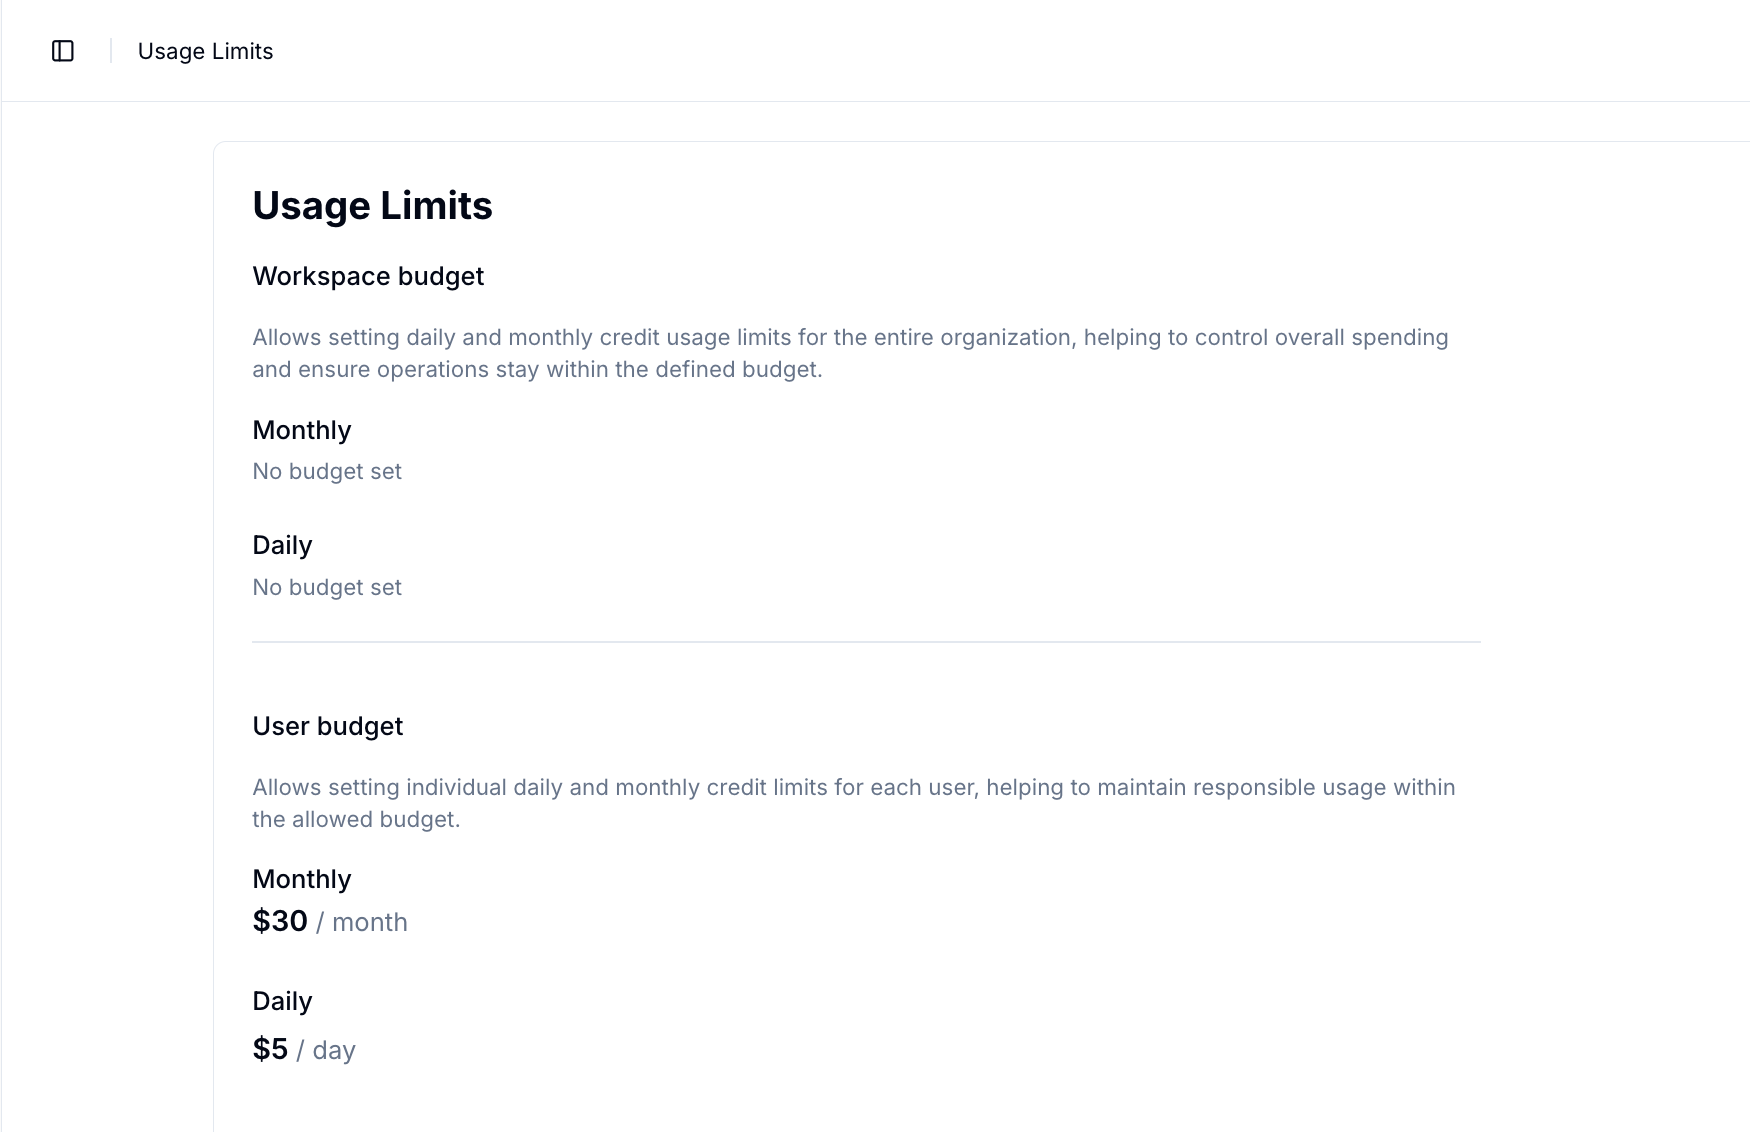 Usage Limits
Usage Limits
Workspace budget
Allows setting daily and monthly credit usage limits for the entire organization, helping to control overall spending
and ensure operations stay within the defined budget.
Monthly
No budget set
Daily
No budget set
User budget
Allows setting individual daily and monthly credit limits for each user, helping to maintain responsible usage within
the allowed budget.
Monthly
$30 / month
Daily
$5 / day